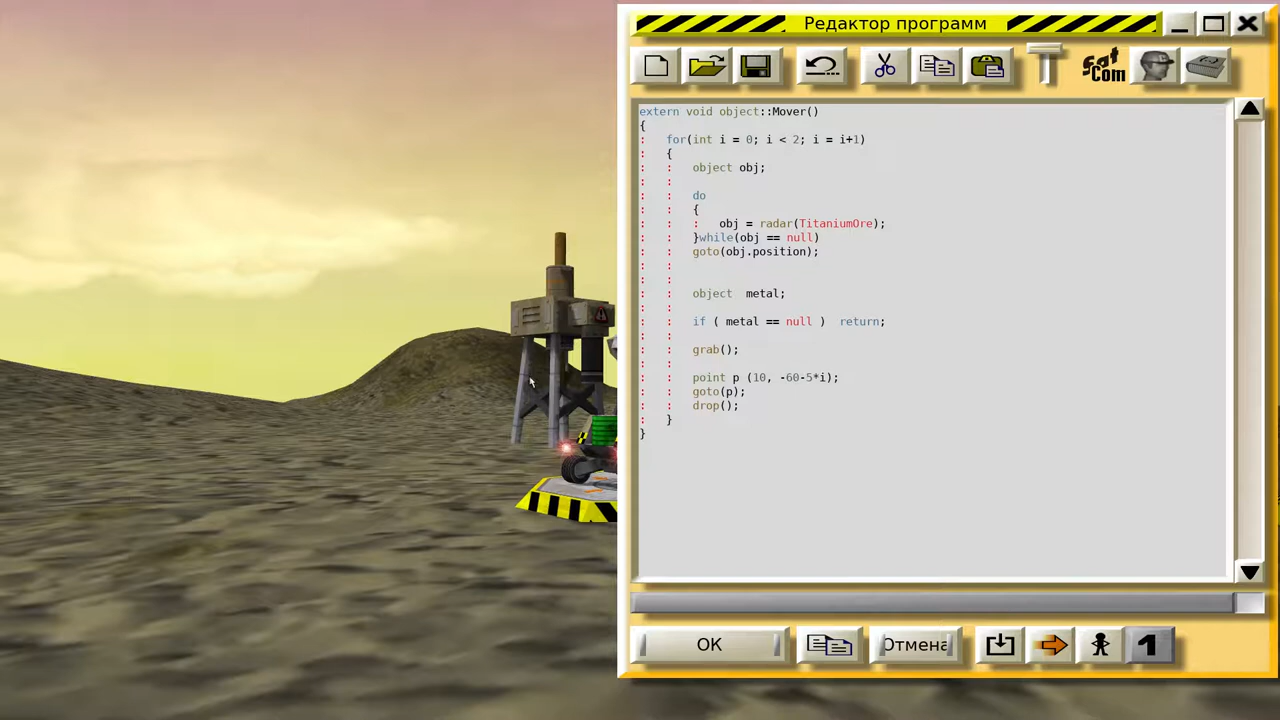 Редактор программ
Sat
Com
extern void object::Mover()
{
for(int i = 0; i < 2; i = i+1)
{
object obj;
do
{
obj = radar(TitaniumOre);
}while(obj == null)
goto(obj.position);
object  metal;
if ( metal == null )  return;
grab();
point p (10, -60-5*i);
goto(p);
drop();
}
}
OK
Отмена
1